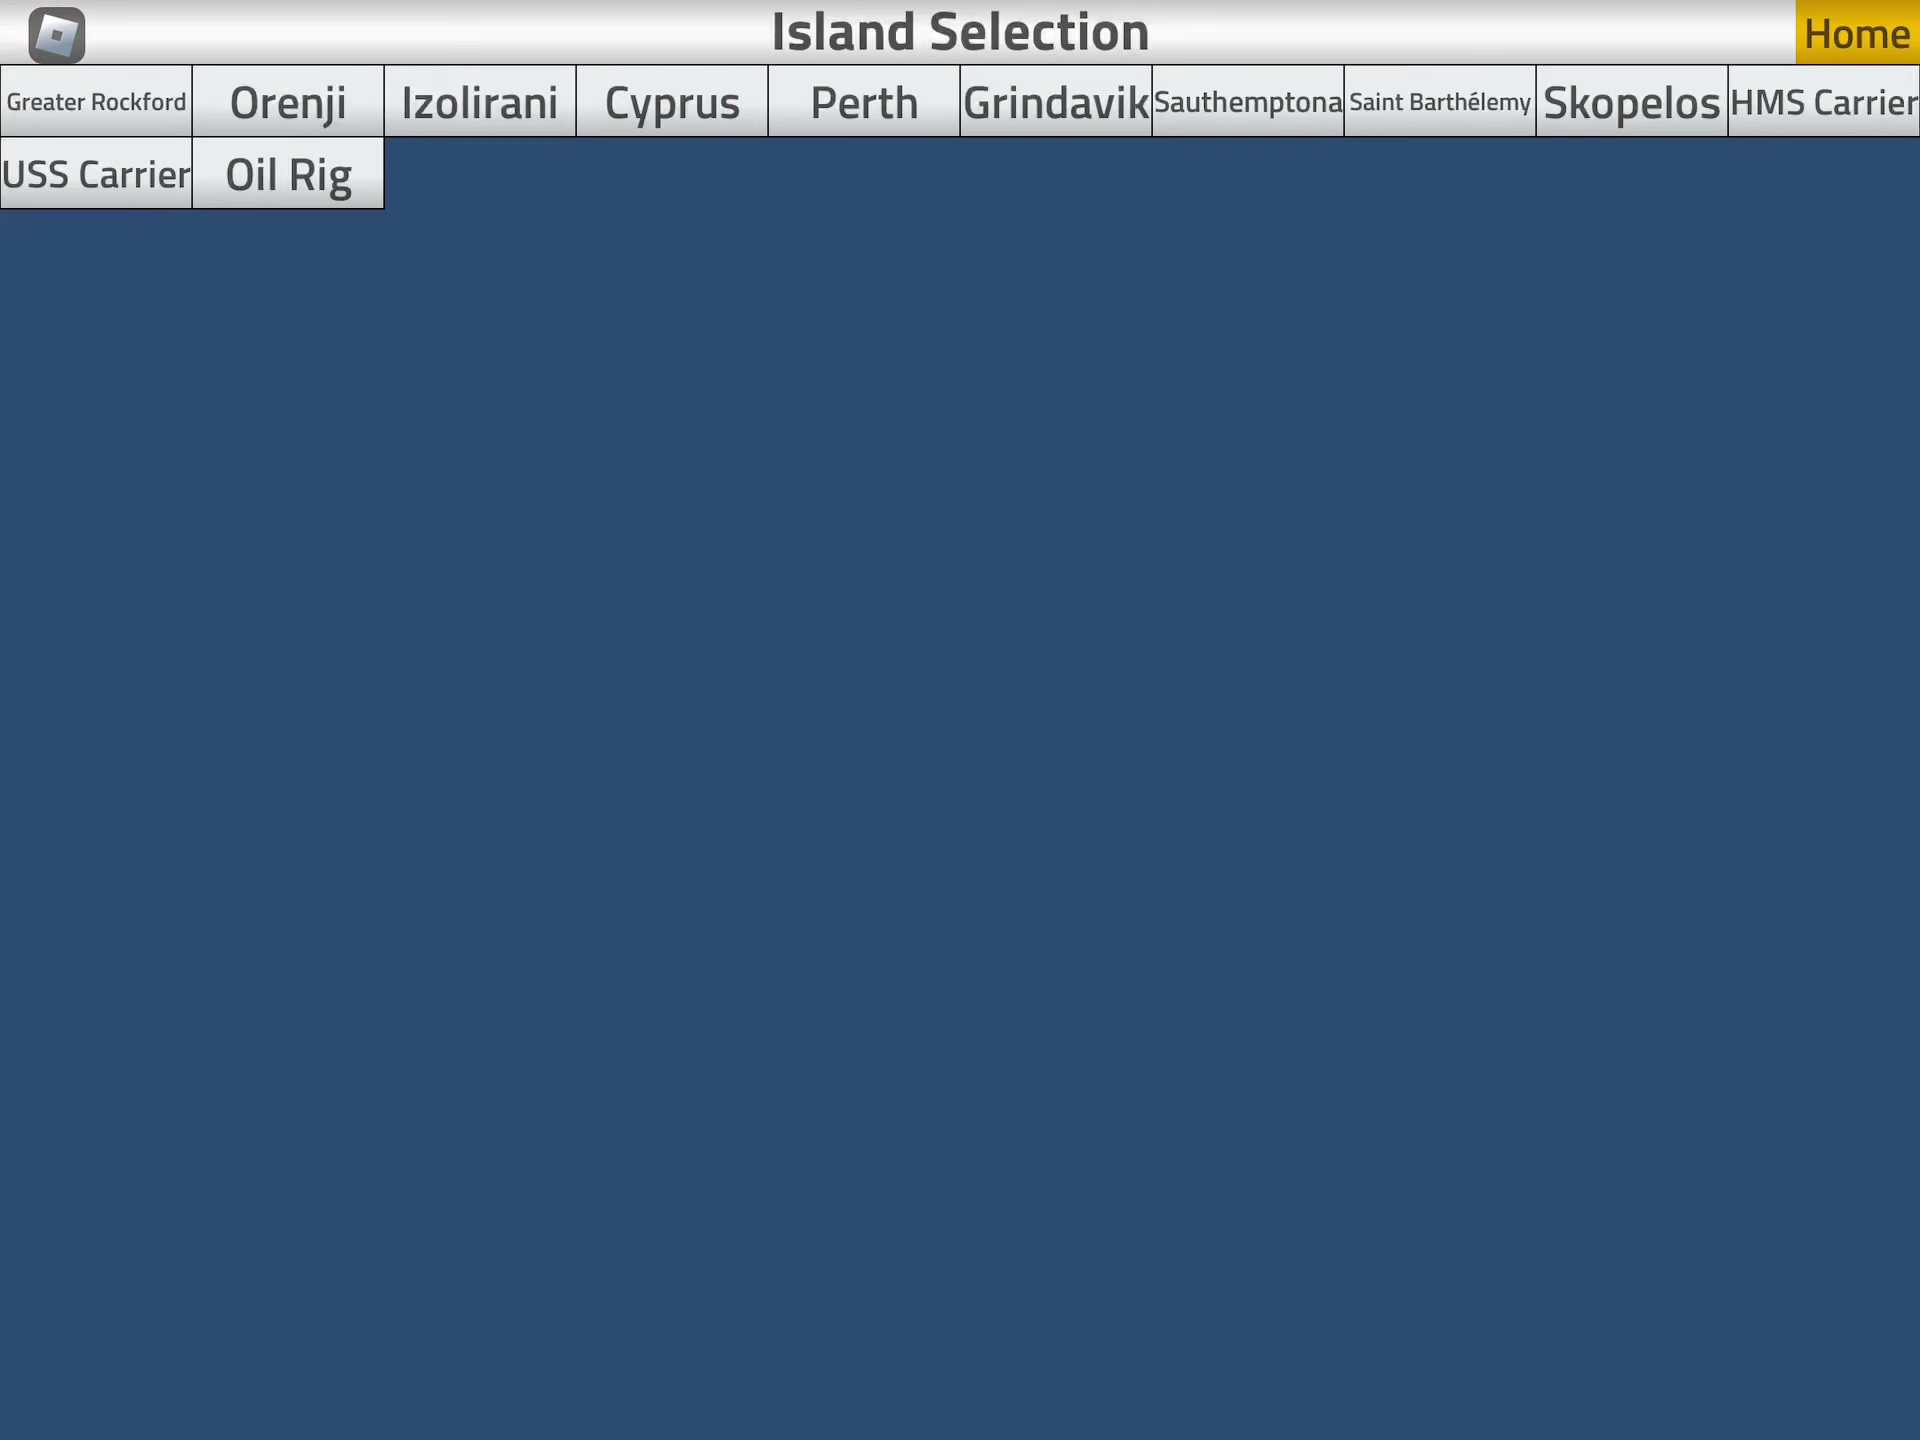 Island Selection
Home
Greater Rockford
Orenji
Izolirani
Cyprus
Perth
Grindavik
Sauthemptona
Saint Barthélemy
Skopelos
HMS Carrier
USS Carrier
Oil Rig